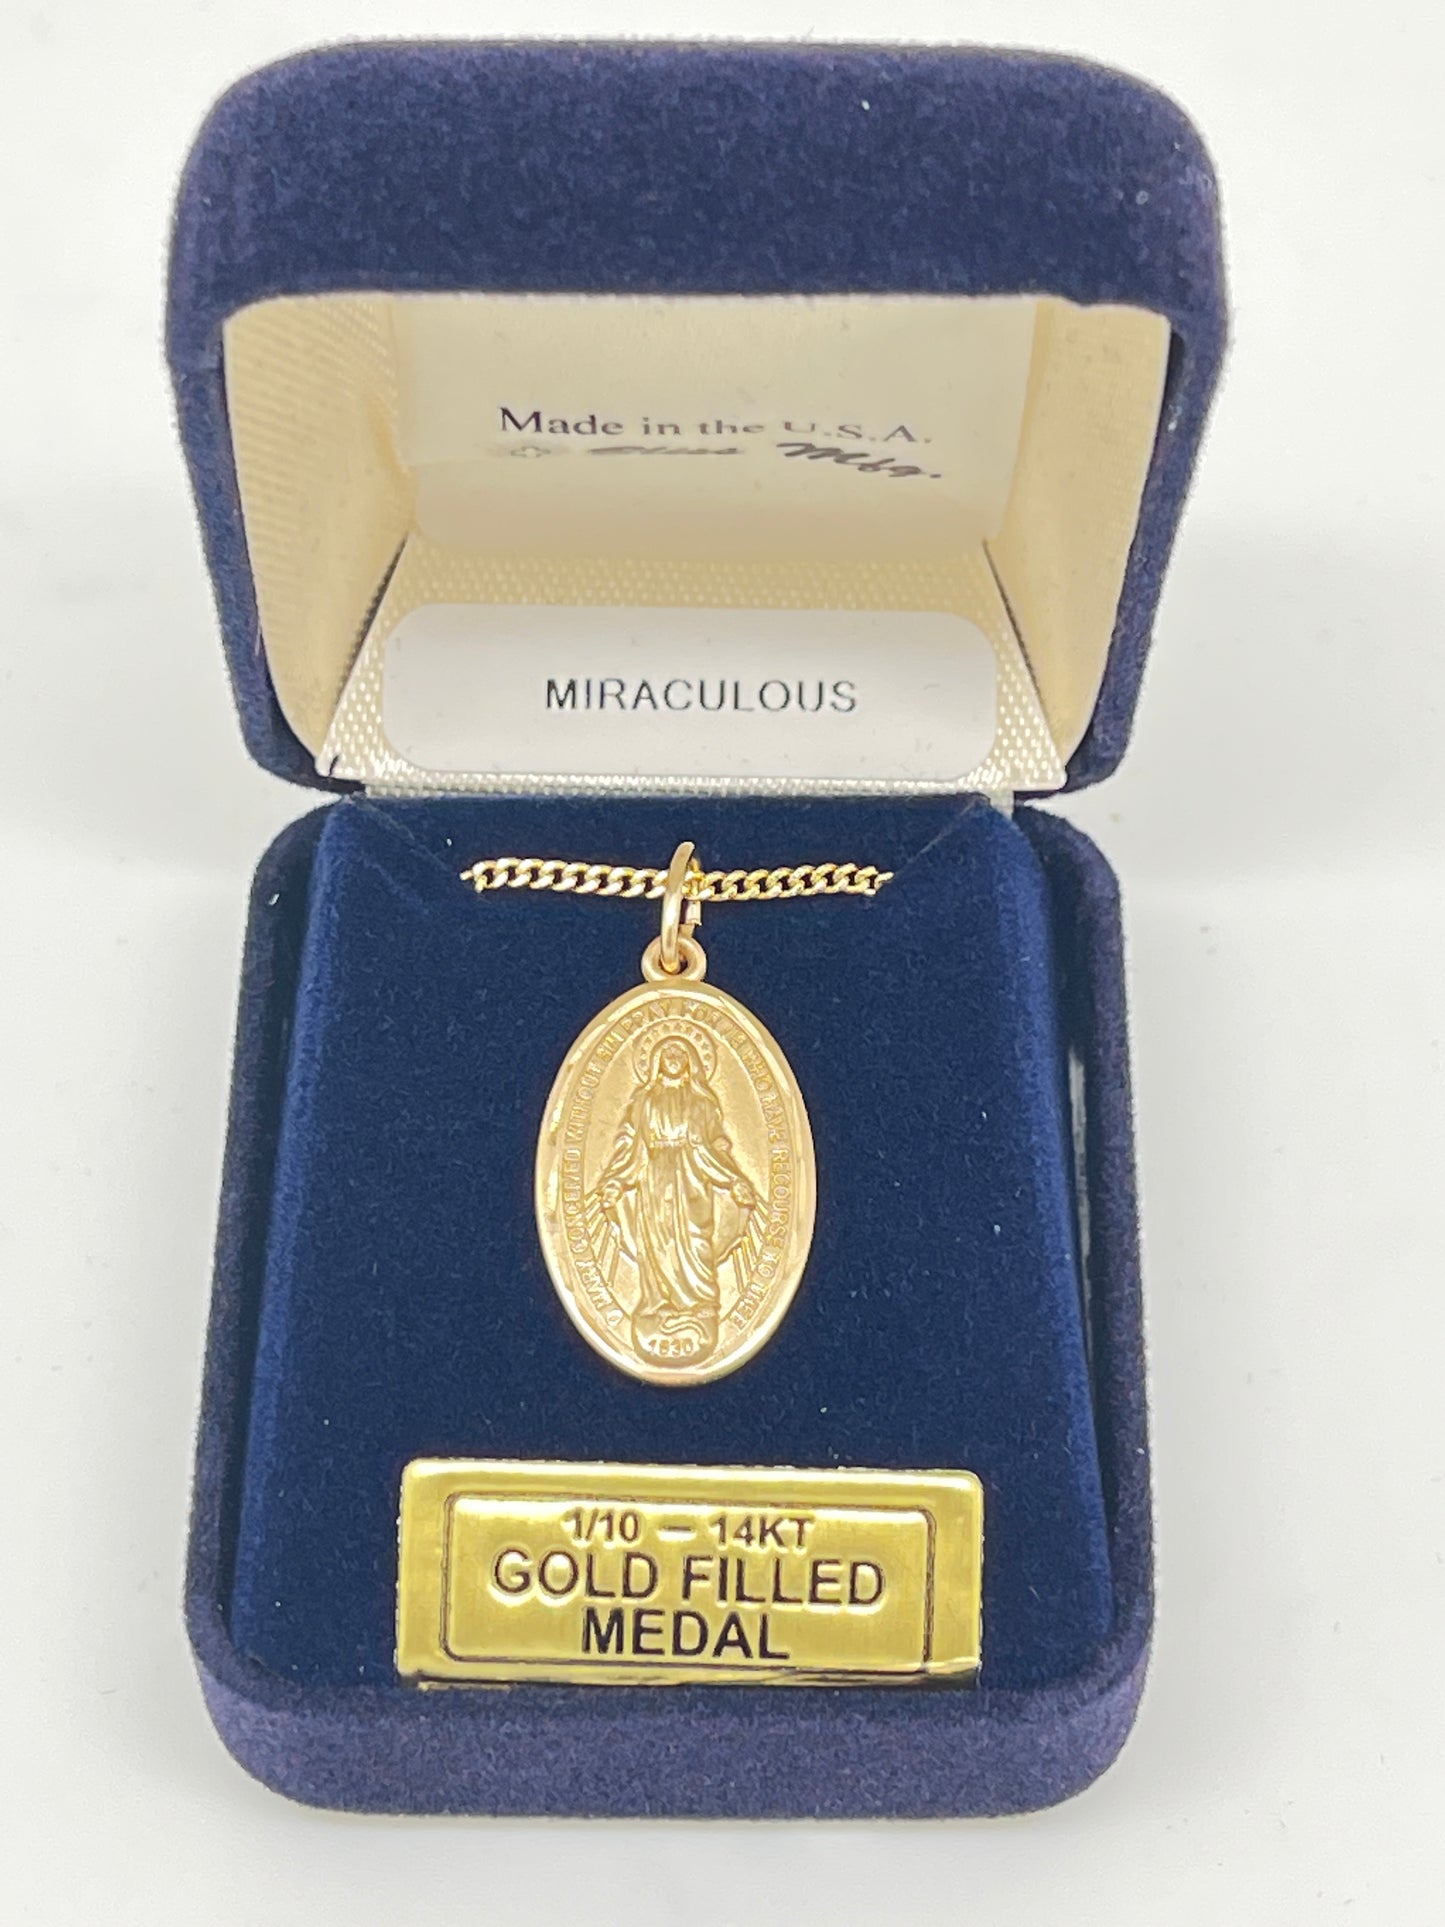 Made in the U.S.A.
Mfg.
MIRACULOUS
O MARY CONCEIVED WITHOUT SIN PRAY FOR US WHO HAVE RECOURSE TO THEE
1830
1/10 — 14KT
GOLD FILLED
MEDAL